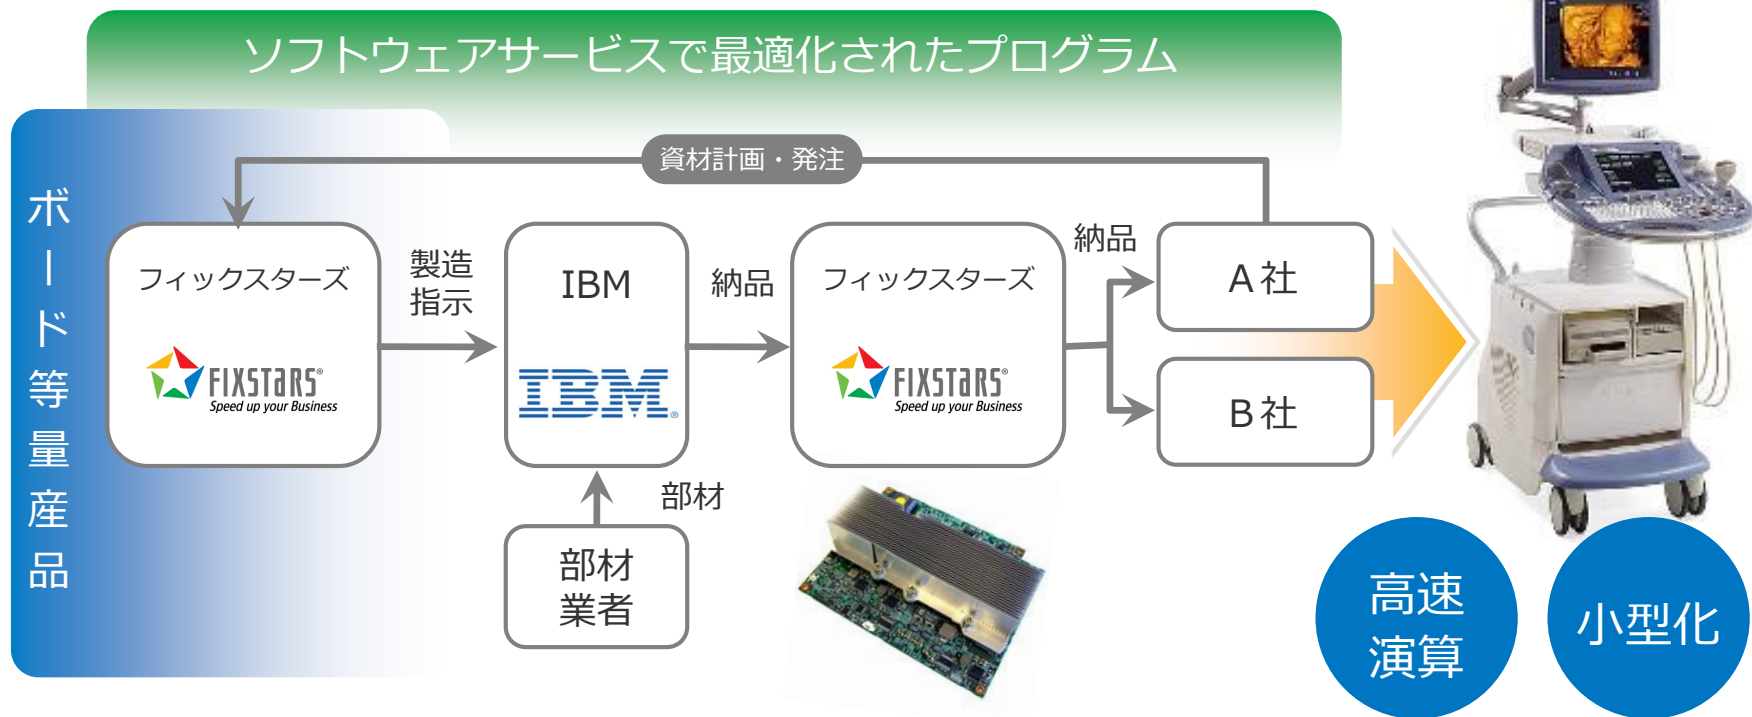 ソフトウェアサービスで最適化されたプログラム
資材計画・発注
ボード等量産品
フィックスターズ
FIXSTARS®
Speed up your Business
製造
指示
IBM
IBM®
納品
フィックスターズ
FIXSTARS®
Speed up your Business
納品
A社
B社
部材
部材
業者
高速
演算
小型化